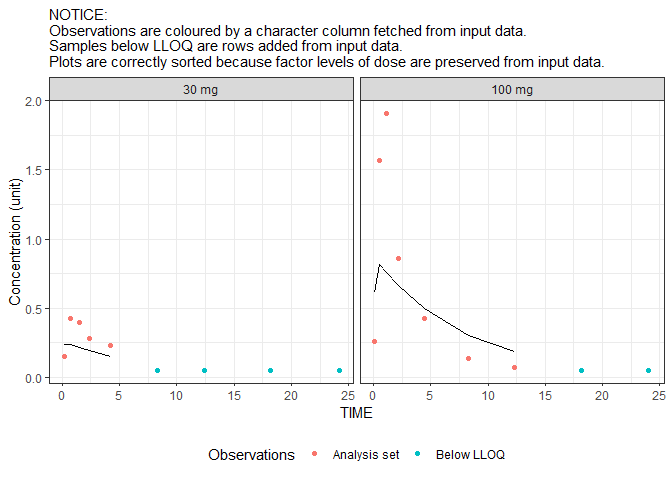 NOTICE:
Observations are coloured by a character column fetched from input data.
Samples below LLOQ are rows added from input data.
Plots are correctly sorted because factor levels of dose are preserved from input data.
30 mg
100 mg
2.0
1.5
1.0
0.5
0.0
Concentration (unit)
0 5 10 15 20 25
0 5 10 15 20 25
TIME
Observations
Analysis set
Below LLOQ